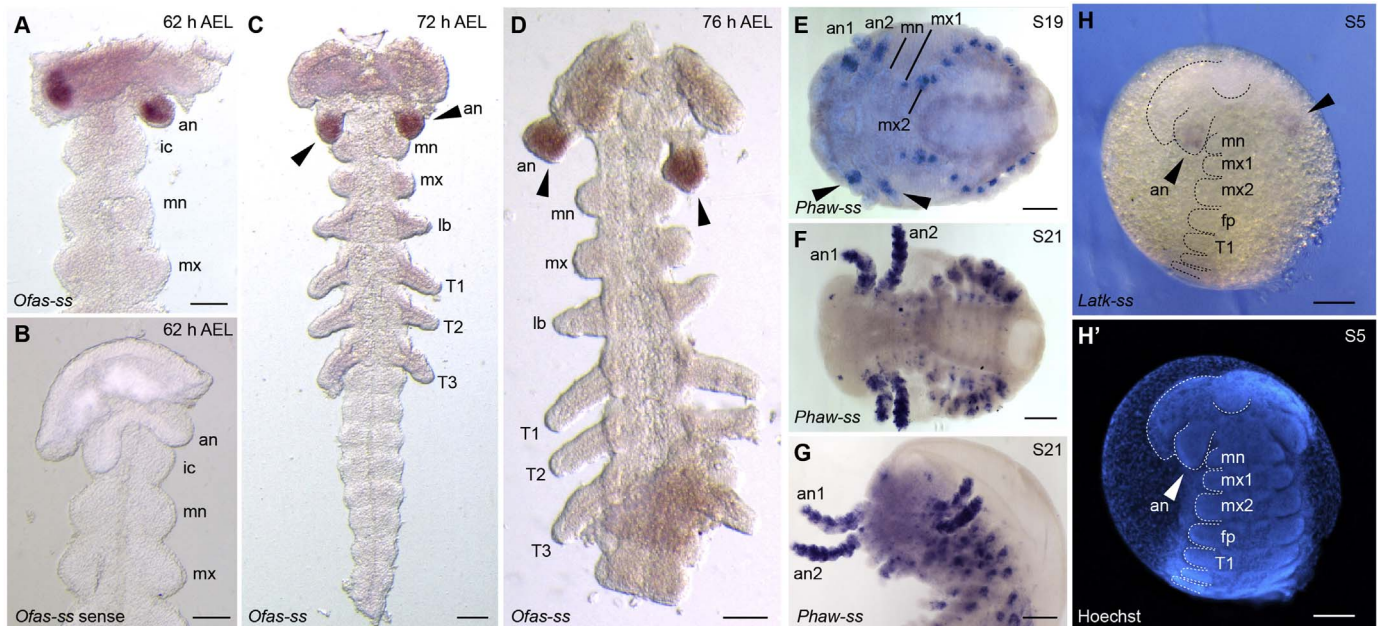 A
62 h AEL
an
ic
mn
mx
Ofas-ss
B
62 h AEL
an
ic
mn
mx
Ofas-ss sense
C
72 h AEL
an
mn
mx
lb
T1
T2
T3
Ofas-ss
D
76 h AEL
an
mn
mx
lb
T1
T2
T3
Ofas-ss
E
S19
an1
an2
mn
mx1
mx2
Phaw-ss
F
S21
an1
an2
Phaw-ss
G
S21
an1
an2
Phaw-ss
H
S5
mn
mx1
an
mx2
fp
T1
Latk-ss
H'
S5
mn
mx1
an
mx2
fp
T1
Hoechst